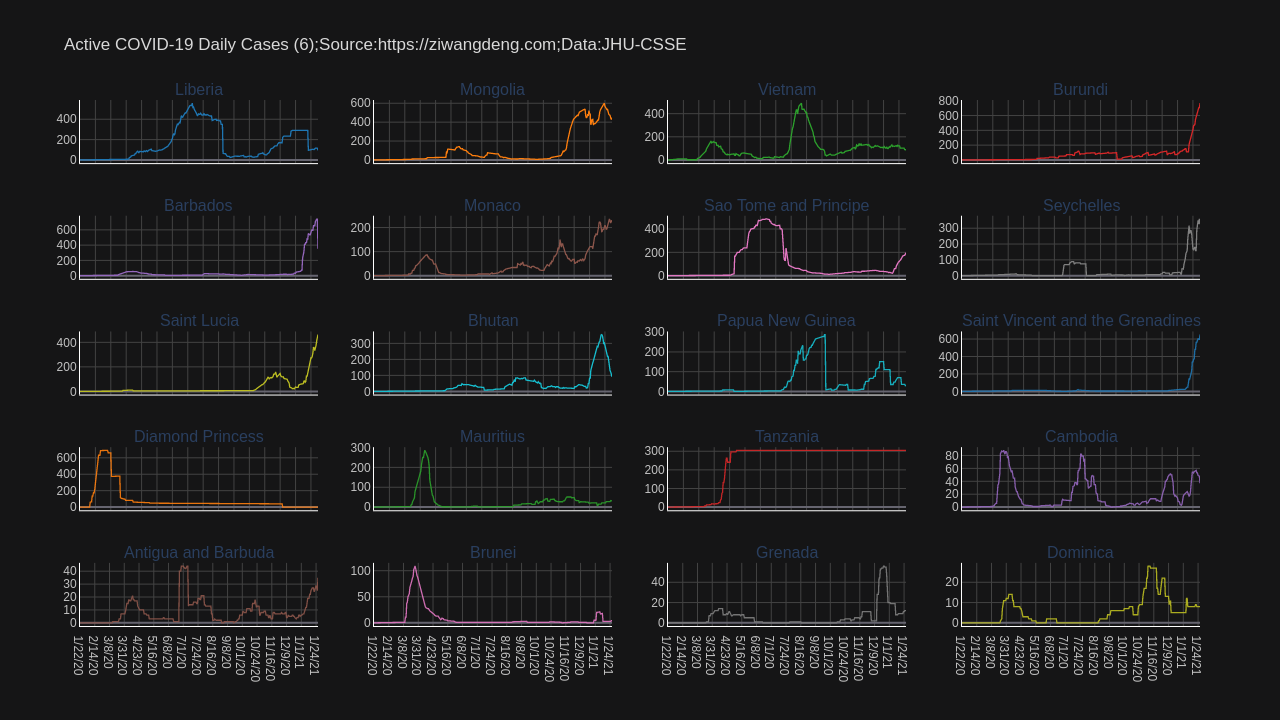 Active COVID-19 Daily Cases (6);Source:https://ziwangdeng.com;Data:JHU-CSSE
Liberia Mongolia Vietnam Burundi
400 200 0
600 400 200 0
400 200 0
800 600 400 200 0
Barbados Monaco Sao Tome and Principe Seychelles
600 400 200 0
200 100 0
400 200 0
300 200 100 0
Saint Lucia Bhutan Papua New Guinea Saint Vincent and the Grenadines
400 200 0
300 200 100 0
300 200 100 0
600 400 200 0
Diamond Princess Mauritius Tanzania Cambodia
600 400 200 0
300 200 100 0
300 200 100 0
80 60 40 20 0
Antigua and Barbuda Brunei Grenada Dominica
40 30 20 10 0
100 50 0
40 20 0
20 10 0
1/22/20 2/14/20 3/8/20 3/31/20 4/23/20 5/16/20 6/8/20 7/1/20 7/24/20 8/16/20 9/8/20 10/1/20 10/24/20 11/16/20 12/9/20 1/1/21 1/24/21
1/22/20 2/14/20 3/8/20 3/31/20 4/23/20 5/16/20 6/8/20 7/1/20 7/24/20 8/16/20 9/8/20 10/1/20 10/24/20 11/16/20 12/9/20 1/1/21 1/24/21
1/22/20 2/14/20 3/8/20 3/31/20 4/23/20 5/16/20 6/8/20 7/1/20 7/24/20 8/16/20 9/8/20 10/1/20 10/24/20 11/16/20 12/9/20 1/1/21 1/24/21
1/22/20 2/14/20 3/8/20 3/31/20 4/23/20 5/16/20 6/8/20 7/1/20 7/24/20 8/16/20 9/8/20 10/1/20 10/24/20 11/16/20 12/9/20 1/1/21 1/24/21